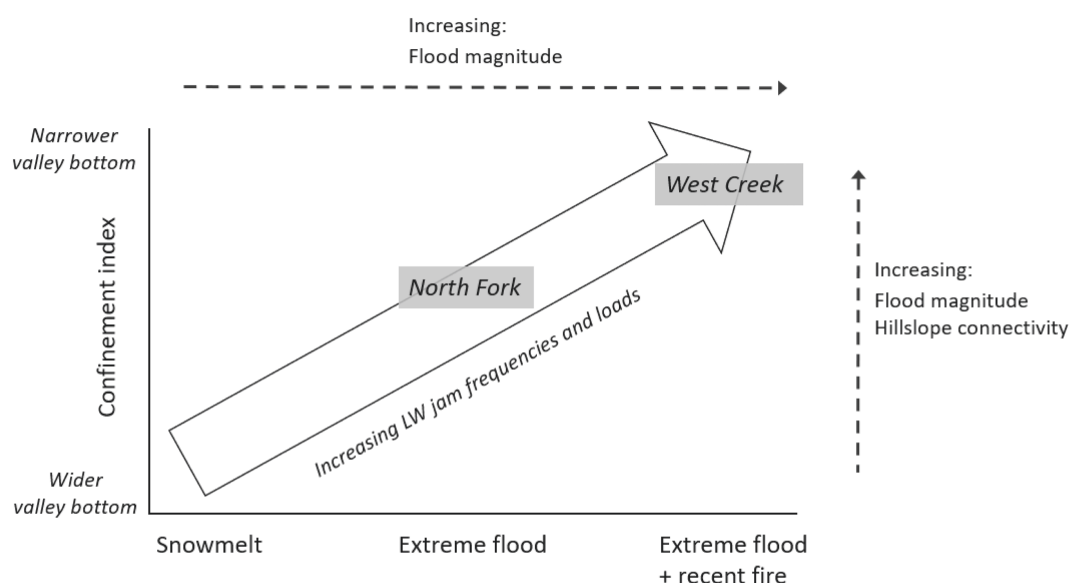 Increasing:
Flood magnitude
Narrower
valley bottom
West Creek
Confinement index
Increasing:
Flood magnitude
Hillslope connectivity
North Fork
Increasing LW jam frequencies and loads
Wider
valley bottom
Snowmelt
Extreme flood
Extreme flood
+ recent fire